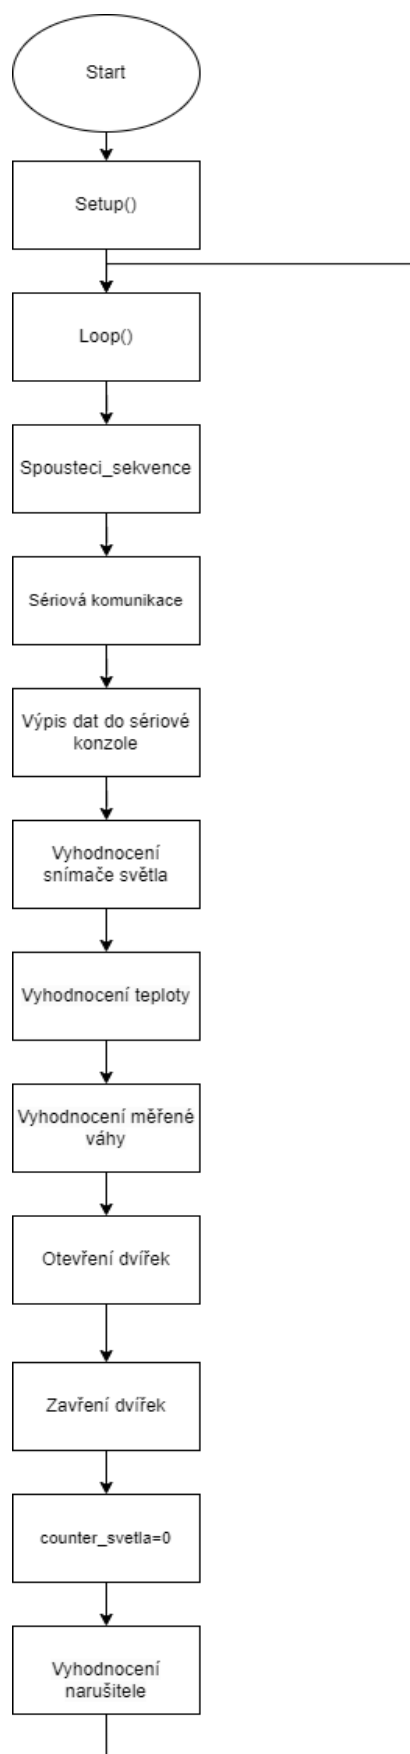 Start
Setup()
Loop()
Spousteci_sekvence
Sériová komunikace
Výpis dat do sériové
konzole
Vyhodnocení
snímače světla
Vyhodnocení teploty
Vyhodnocení měřené
váhy
Otevření dvířek
Zavření dvířek
counter_svetla=0
Vyhodnocení
narušitele